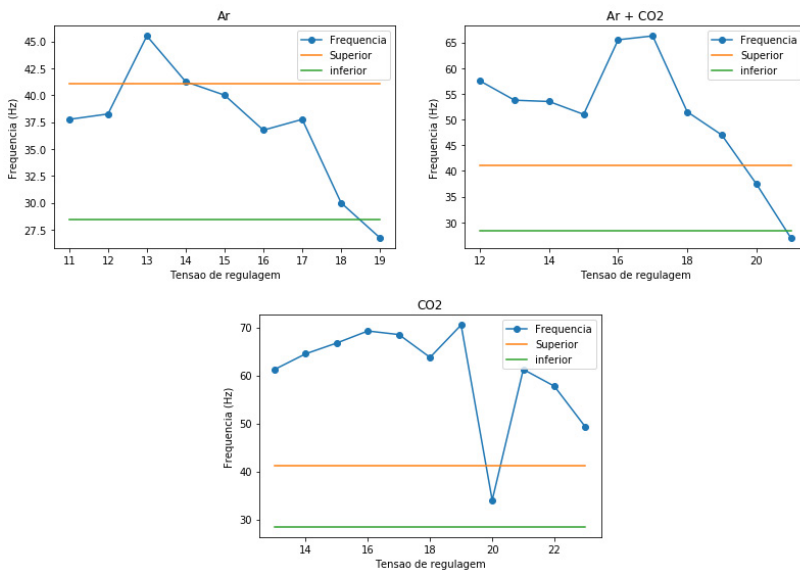 Ar
Frequencia (Hz)
45.0
42.5
40.0
37.5
35.0
32.5
30.0
27.5
Frequencia
Superior
inferior
11 12 13 14 15 16 17 18 19
Tensao de regulagem
Ar + CO2
Frequencia (Hz)
65
60
55
50
45
40
35
30
Frequencia
Superior
inferior
12 14 16 18 20
Tensao de regulagem
CO2
Frequencia (Hz)
70
60
50
40
30
Frequencia
Superior
inferior
14 16 18 20 22
Tensao de regulagem